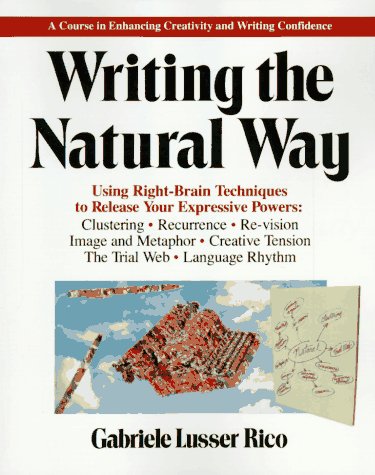 A Course in Enhancing Creativity and Writing Confidence
Writing the
Natural Way
Using Right-Brain Techniques
to Release Your Expressive Powers:
Clustering • Recurrence • Re-vision
Image and Metaphor • Creative Tension
The Trial Web • Language Rhythm
Natural
Gabriele Lusser Rico